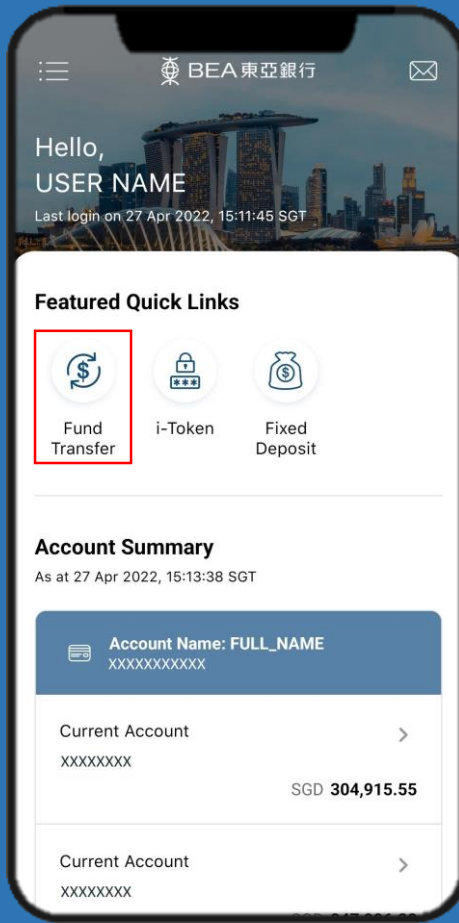 BEA東亞銀行
Hello,
USER NAME
Last login on 27 Apr 2022, 15:11:45 SGT
Featured Quick Links
Fund
Transfer
i-Token
Fixed
Deposit
Account Summary
As at 27 Apr 2022, 15:13:38 SGT
Account Name: FULL_NAME
XXXXXXXXXXX
Current Account
XXXXXXXX
SGD 304,915.55
Current Account
XXXXXXXX